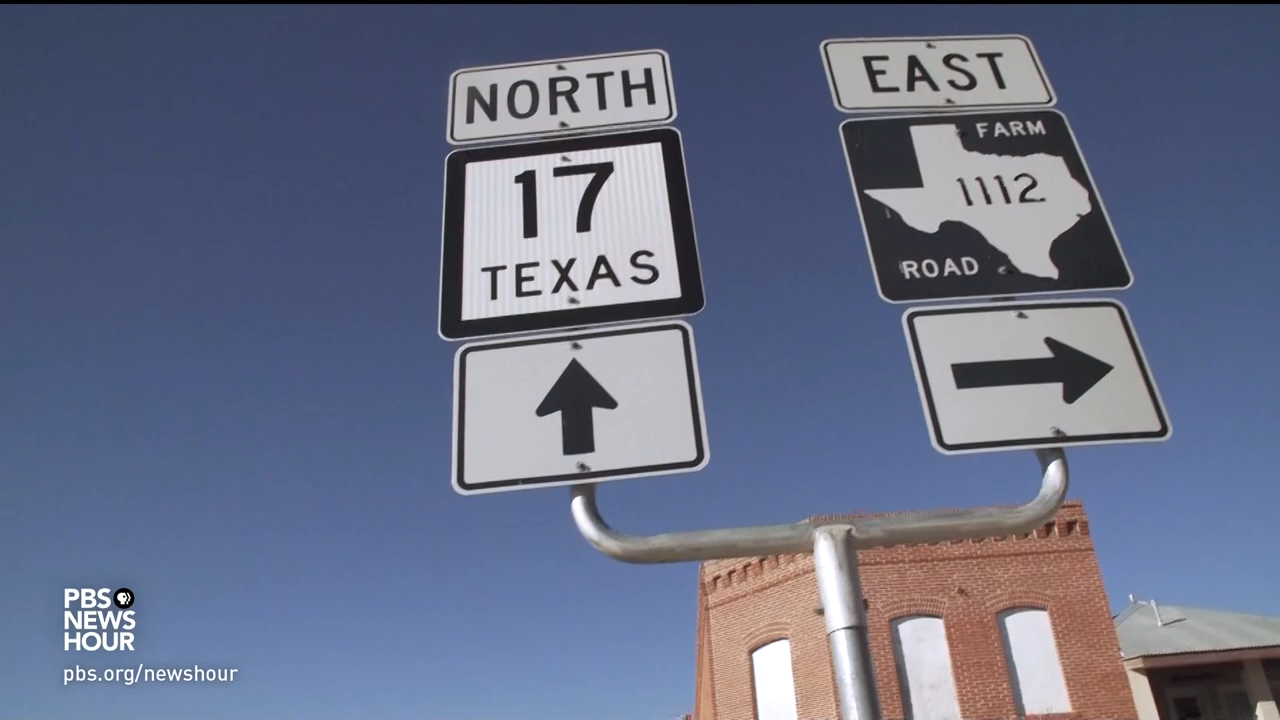 NORTH
17
TEXAS
EAST
FARM
1112
ROAD
PBS
NEWS
HOUR
pbs.org/newshour